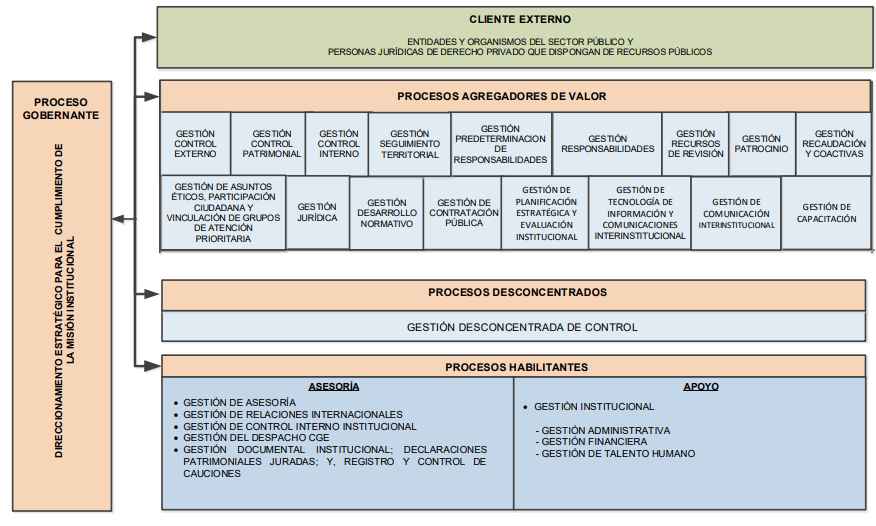 CLIENTE EXTERNO
ENTIDADES Y ORGANISMOS DEL SECTOR PÚBLICO Y
PERSONAS JURÍDICAS DE DERECHO PRIVADO QUE DISPONGAN DE RECURSOS PÚBLICOS
PROCESO
GOBERNANTE
DIRECCIONAMIENTO ESTRATÉGICO PARA EL CUMPLIMIENTO DE
LA MISIÓN INSTITUCIONAL
PROCESOS AGREGADORES DE VALOR
GESTIÓN
CONTROL
EXTERNO
GESTIÓN
CONTROL
PATRIMONIAL
GESTIÓN
CONTROL
INTERNO
GESTIÓN
SEGUIMIENTO
TERRITORIAL
GESTIÓN
PREDETERMINACION
DE
RESPONSABILIDADES
GESTIÓN
RESPONSABILIDADES
GESTIÓN
RECURSOS
DE REVISIÓN
GESTIÓN
PATROCINIO
GESTIÓN
RECAUDACIÓN
Y COACTIVAS
GESTIÓN DE ASUNTOS
ÉTICOS, PARTICIPACIÓN
CIUDADANA Y
VINCULACIÓN DE GRUPOS
DE ATENCIÓN
PRIORITARIA
GESTIÓN
JURÍDICA
GESTIÓN
DESARROLLO
NORMATIVO
GESTIÓN DE
CONTRATACIÓN
PÚBLICA
GESTIÓN DE
PLANIFICACIÓN
ESTRATÉGICA Y
EVALUACIÓN
INSTITUCIONAL
GESTIÓN DE
TECNOLOGÍA DE
INFORMACIÓN Y
COMUNICACIONES
INTERINSTITUCIONAL
GESTIÓN DE
COMUNICACIÓN
INTERINSTITUCIONAL
GESTIÓN DE
CAPACITACIÓN
PROCESOS DESCONCENTRADOS
GESTIÓN DESCONCENTRADA DE CONTROL
PROCESOS HABILITANTES
ASESORÍA
• GESTIÓN DE ASESORÍA
• GESTIÓN DE RELACIONES INTERNACIONALES
• GESTIÓN DE CONTROL INTERNO INSTITUCIONAL
• GESTIÓN DEL DESPACHO CGE
• GESTIÓN DOCUMENTAL INSTITUCIONAL; DECLARACIONES
PATRIMONIALES JURADAS; Y, REGISTRO Y CONTROL DE
CAUCIONES
APOYO
• GESTIÓN INSTITUCIONAL
- GESTIÓN ADMINISTRATIVA
- GESTIÓN FINANCIERA
- GESTIÓN DE TALENTO HUMANO